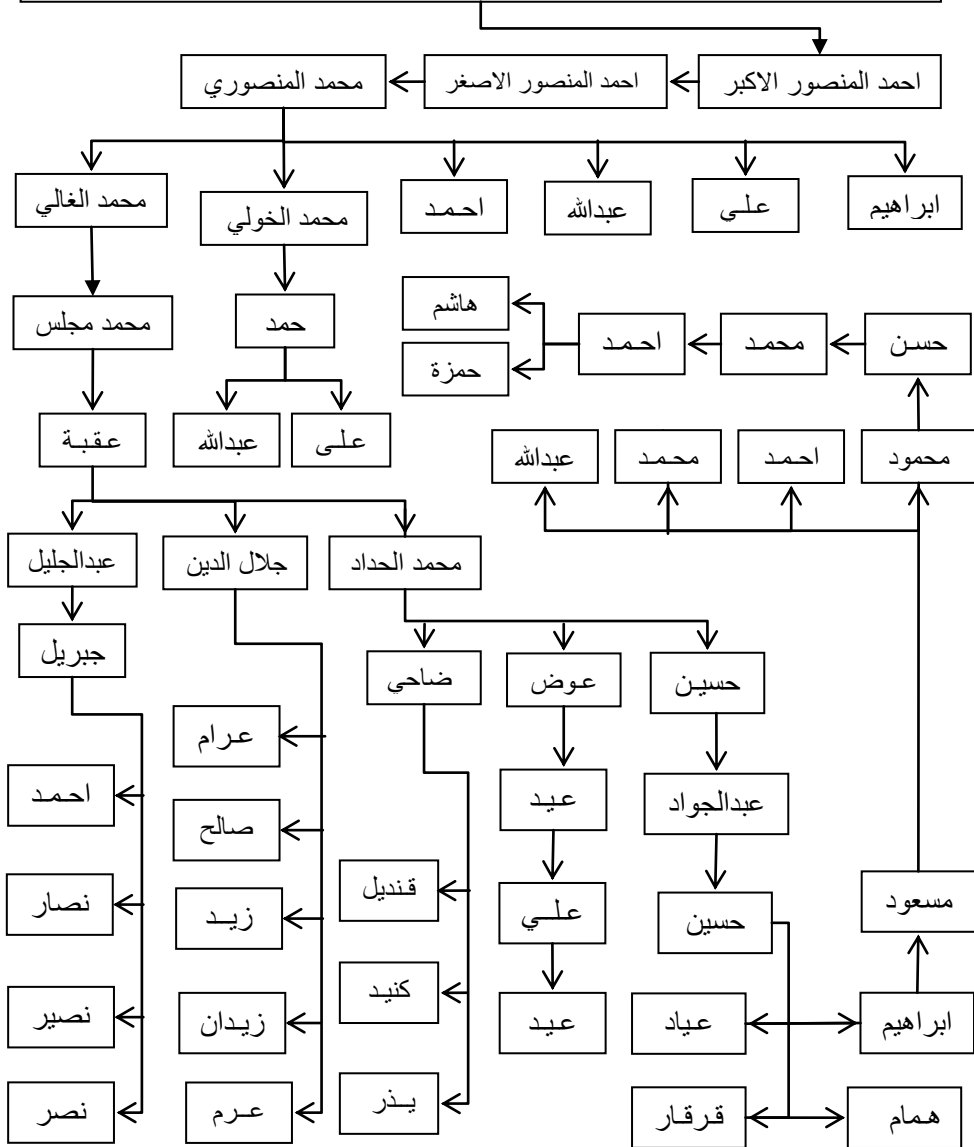 احمد المنصور الاكبر
احمد المنصور الاصغر
محمد المنصوري
ابراهيم
علي
عبدالله
احمد
محمد الخولي
محمد الغالي
هاشم
حسن
محمد
احمد
حمد
محمد مجلس
حمزة
محمود
احمد
محمد
عبدالله
على
عبدالله
عقبة
محمد الحداد
جلال الدين
عبدالجليل
حسين
عوض
ضاحي
جبريل
عرام
عبدالجواد
عيد
احمد
صالح
مسعود
حسين
علي
قنديل
زيد
نصار
ابراهيم
عياد
عيد
كنيد
زيدان
نصير
همام
قرقار
يذر
عرم
نصر